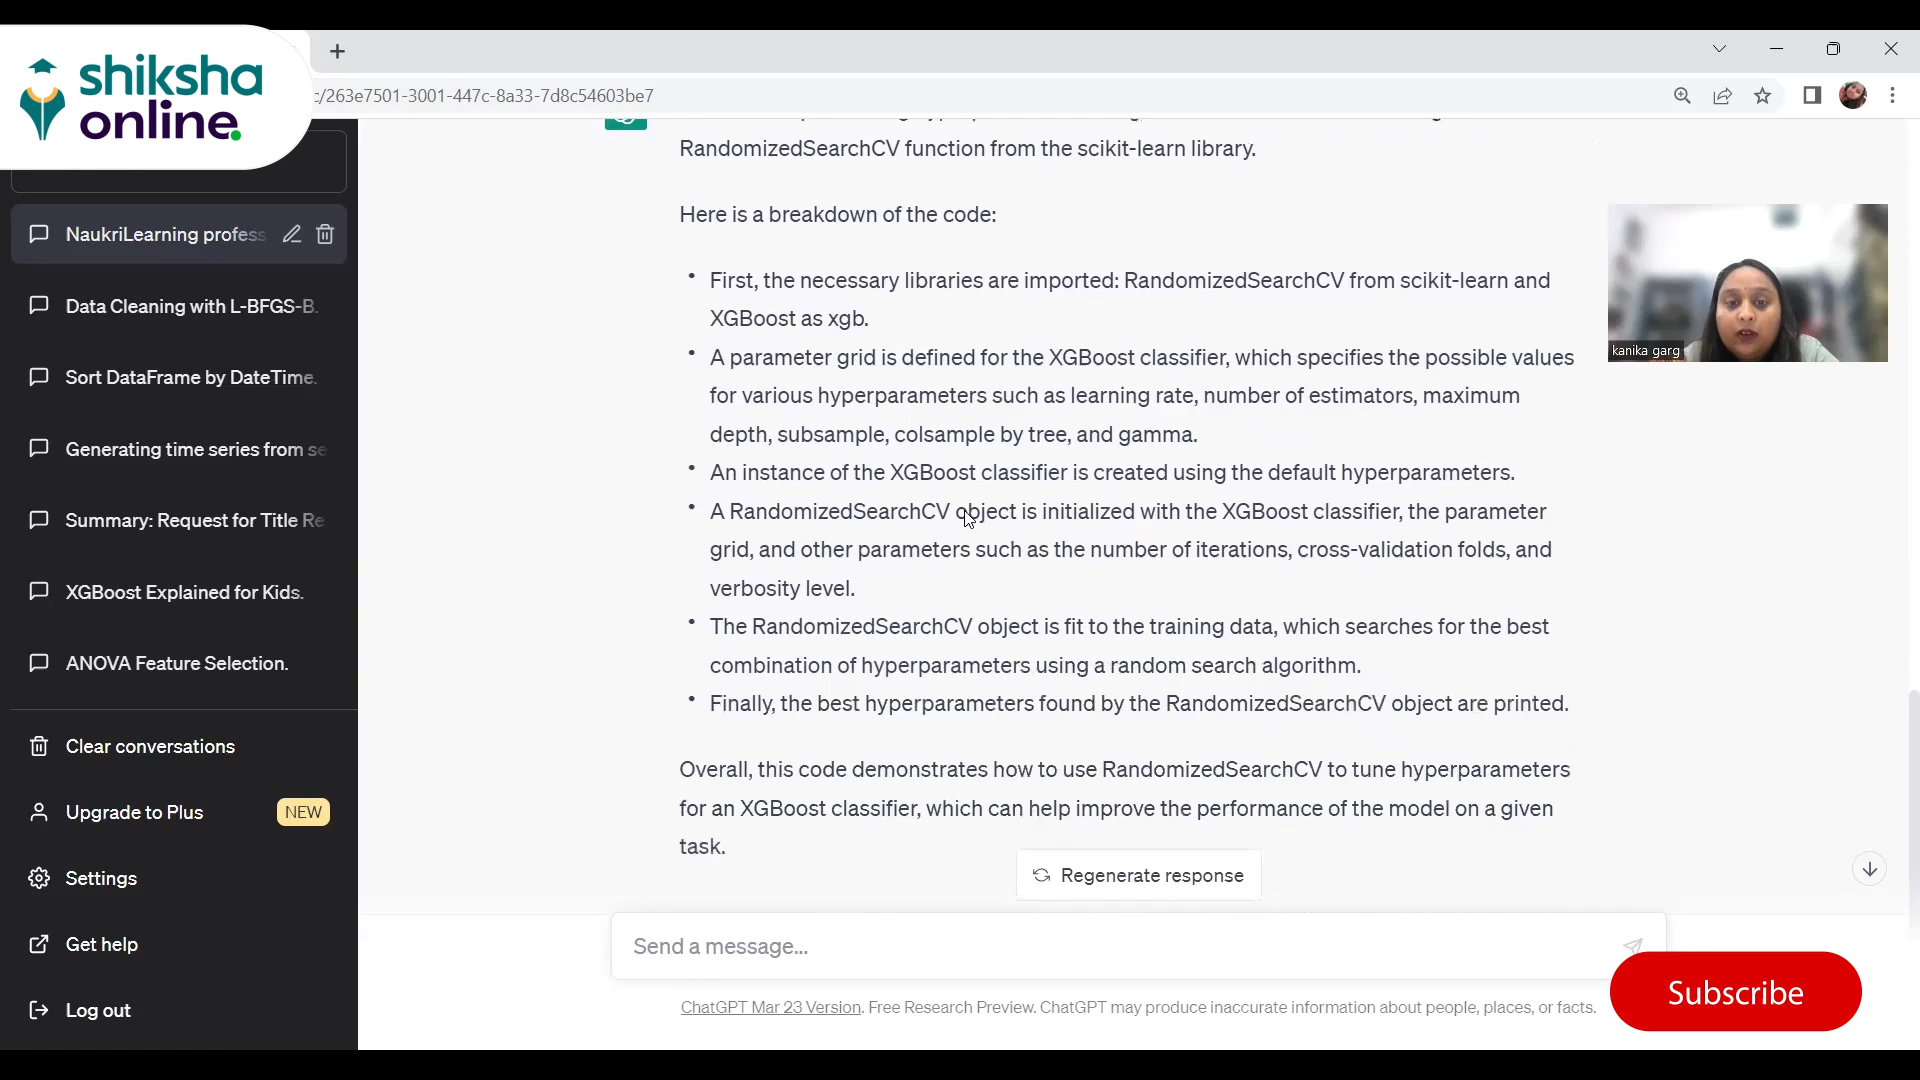 shiksha
online
:/263e7501-3001-447c-8a33-7d8c54603be7
NaukriLearning profess
Data Cleaning with L-BFGS-B.
Sort DataFrame by DateTime.
Generating time series from se
Summary: Request for Title Re
XGBoost Explained for Kids.
ANOVA Feature Selection.
Clear conversations
Upgrade to Plus NEW
Settings
Get help
Log out
RandomizedSearchCV function from the scikit-learn library.
Here is a breakdown of the code:
• First, the necessary libraries are imported: RandomizedSearchCV from scikit-learn and
XGBoost as xgb.
• A parameter grid is defined for the XGBoost classifier, which specifies the possible values
for various hyperparameters such as learning rate, number of estimators, maximum
depth, subsample, colsample by tree, and gamma.
• An instance of the XGBoost classifier is created using the default hyperparameters.
• A RandomizedSearchCV object is initialized with the XGBoost classifier, the parameter
grid, and other parameters such as the number of iterations, cross-validation folds, and
verbosity level.
• The RandomizedSearchCV object is fit to the training data, which searches for the best
combination of hyperparameters using a random search algorithm.
• Finally, the best hyperparameters found by the RandomizedSearchCV object are printed.
Overall, this code demonstrates how to use RandomizedSearchCV to tune hyperparameters
for an XGBoost classifier, which can help improve the performance of the model on a given
task.
Regenerate response
Send a message...
ChatGPT Mar 23 Version. Free Research Preview. ChatGPT may produce inaccurate information about people, places, or facts.
kanika garg
Subscribe